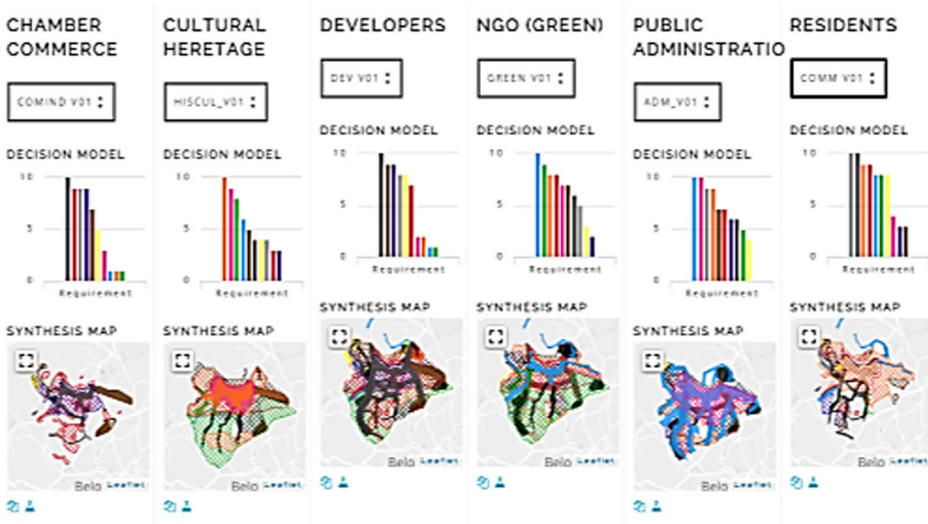 CHAMBER
COMMERCE
COMIND V01
DECISION MODEL
10
5
0
Requirement
SYNTHESIS MAP
Belo Leaflet
CULTURAL
HERETAGE
HISCUL_V01
DECISION MODEL
10
5
0
Requirement
SYNTHESIS MAP
Belo Leaflet
DEVELOPERS
DEV V01
DECISION MODEL
10
5
0
Requirement
SYNTHESIS MAP
Belo Leaflet
NGO (GREEN)
GREEN V01
DECISION MODEL
10
5
0
Requirement
SYNTHESIS MAP
Belo Leaflet
PUBLIC
ADMINISTRATIO
ADM_V01
DECISION MODEL
10
5
0
Requirement
SYNTHESIS MAP
Belo Leaflet
RESIDENTS
COMM V01
DECISION MODEL
10
5
0
Requirement
SYNTHESIS MAP
Belo Leaflet